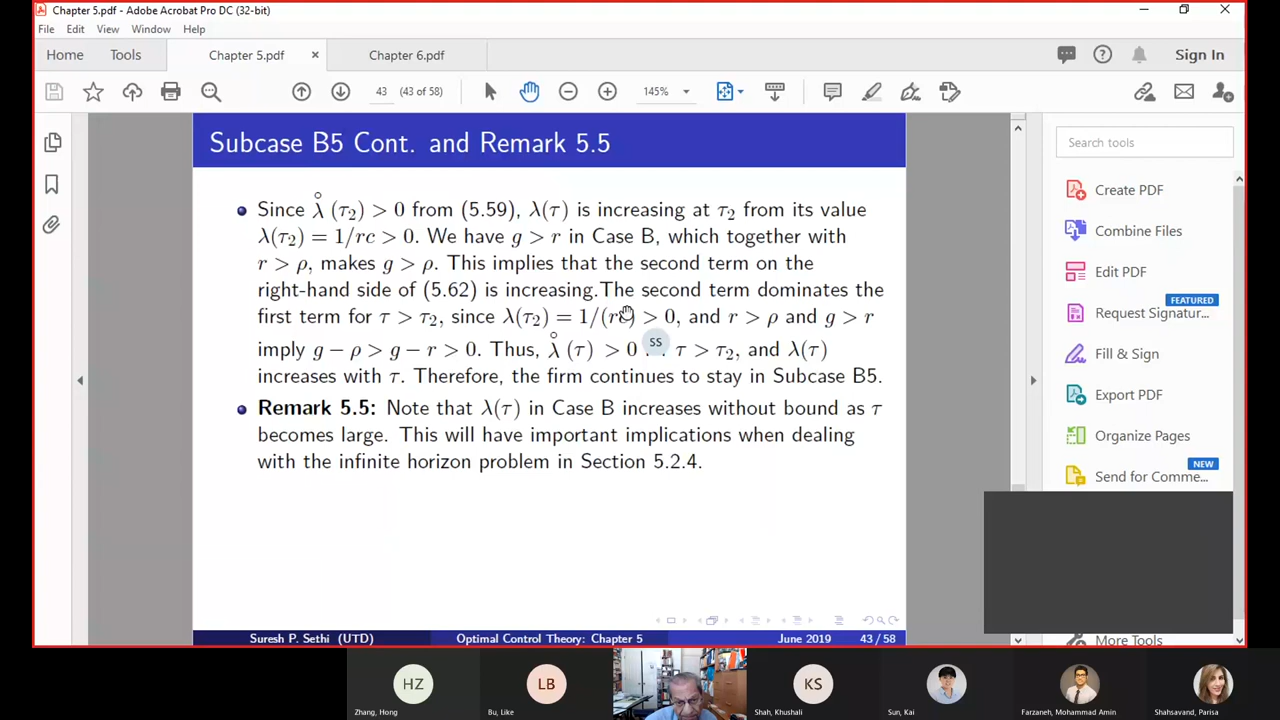 Chapter 5.pdf - Adobe Acrobat Pro DC (32-bit)
File Edit View Window Help
Home Tools Chapter 5.pdf × Chapter 6.pdf Sign In
43 (43 of 58) 145%
Subcase B5 Cont. and Remark 5.5
Since λ̊(τ₂) > 0 from (5.59), λ(τ) is increasing at τ₂ from its value
λ(τ₂) = 1/rc > 0. We have g > r in Case B, which together with
r > ρ, makes g > ρ. This implies that the second term on the
right-hand side of (5.62) is increasing.The second term dominates the
first term for τ > τ₂, since λ(τ₂) = 1/(rc) > 0, and r > ρ and g > r
imply g − ρ > g − r > 0. Thus, λ̊(τ) > 0 τ > τ₂, and λ(τ)
increases with τ. Therefore, the firm continues to stay in Subcase B5.
Remark 5.5: Note that λ(τ) in Case B increases without bound as τ
becomes large. This will have important implications when dealing
with the infinite horizon problem in Section 5.2.4.
SS
Suresh P. Sethi (UTD) Optimal Control Theory: Chapter 5 June 2019 43 / 58
Search tools
Create PDF
Combine Files
Edit PDF
FEATURED
Request Signatur...
Fill & Sign
Export PDF
Organize Pages
NEW
Send for Comme...
More Tools
HZ LB KS
Zhang, Hong Bu, Like Shah, Khushali Sun, Kai Farzaneh, Mohammad Amin Shahsavand, Parisa